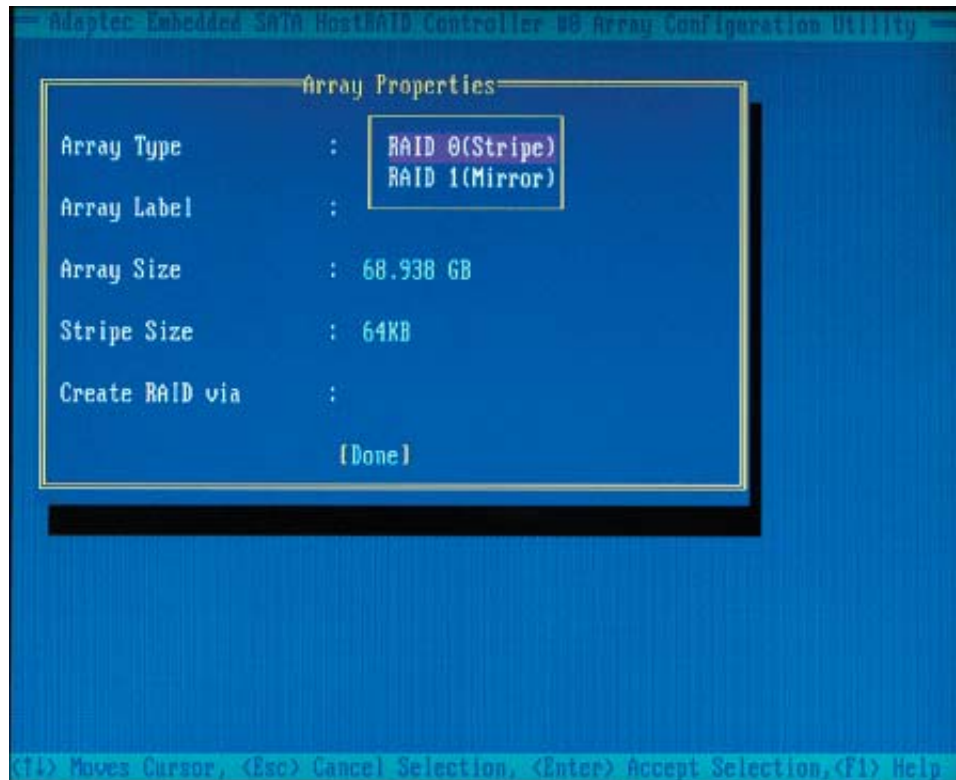 Adaptec Embedded SATA HostRAID Controller #0 Array Configuration Utility
Array Properties
Array Type : RAID 0(Stripe)
RAID 1(Mirror)
Array Label :
Array Size : 68.938 GB
Stripe Size : 64KB
Create RAID via :
[Done]
<↑↓> Moves Cursor, <Esc> Cancel Selection, <Enter> Accept Selection,<F1> Help